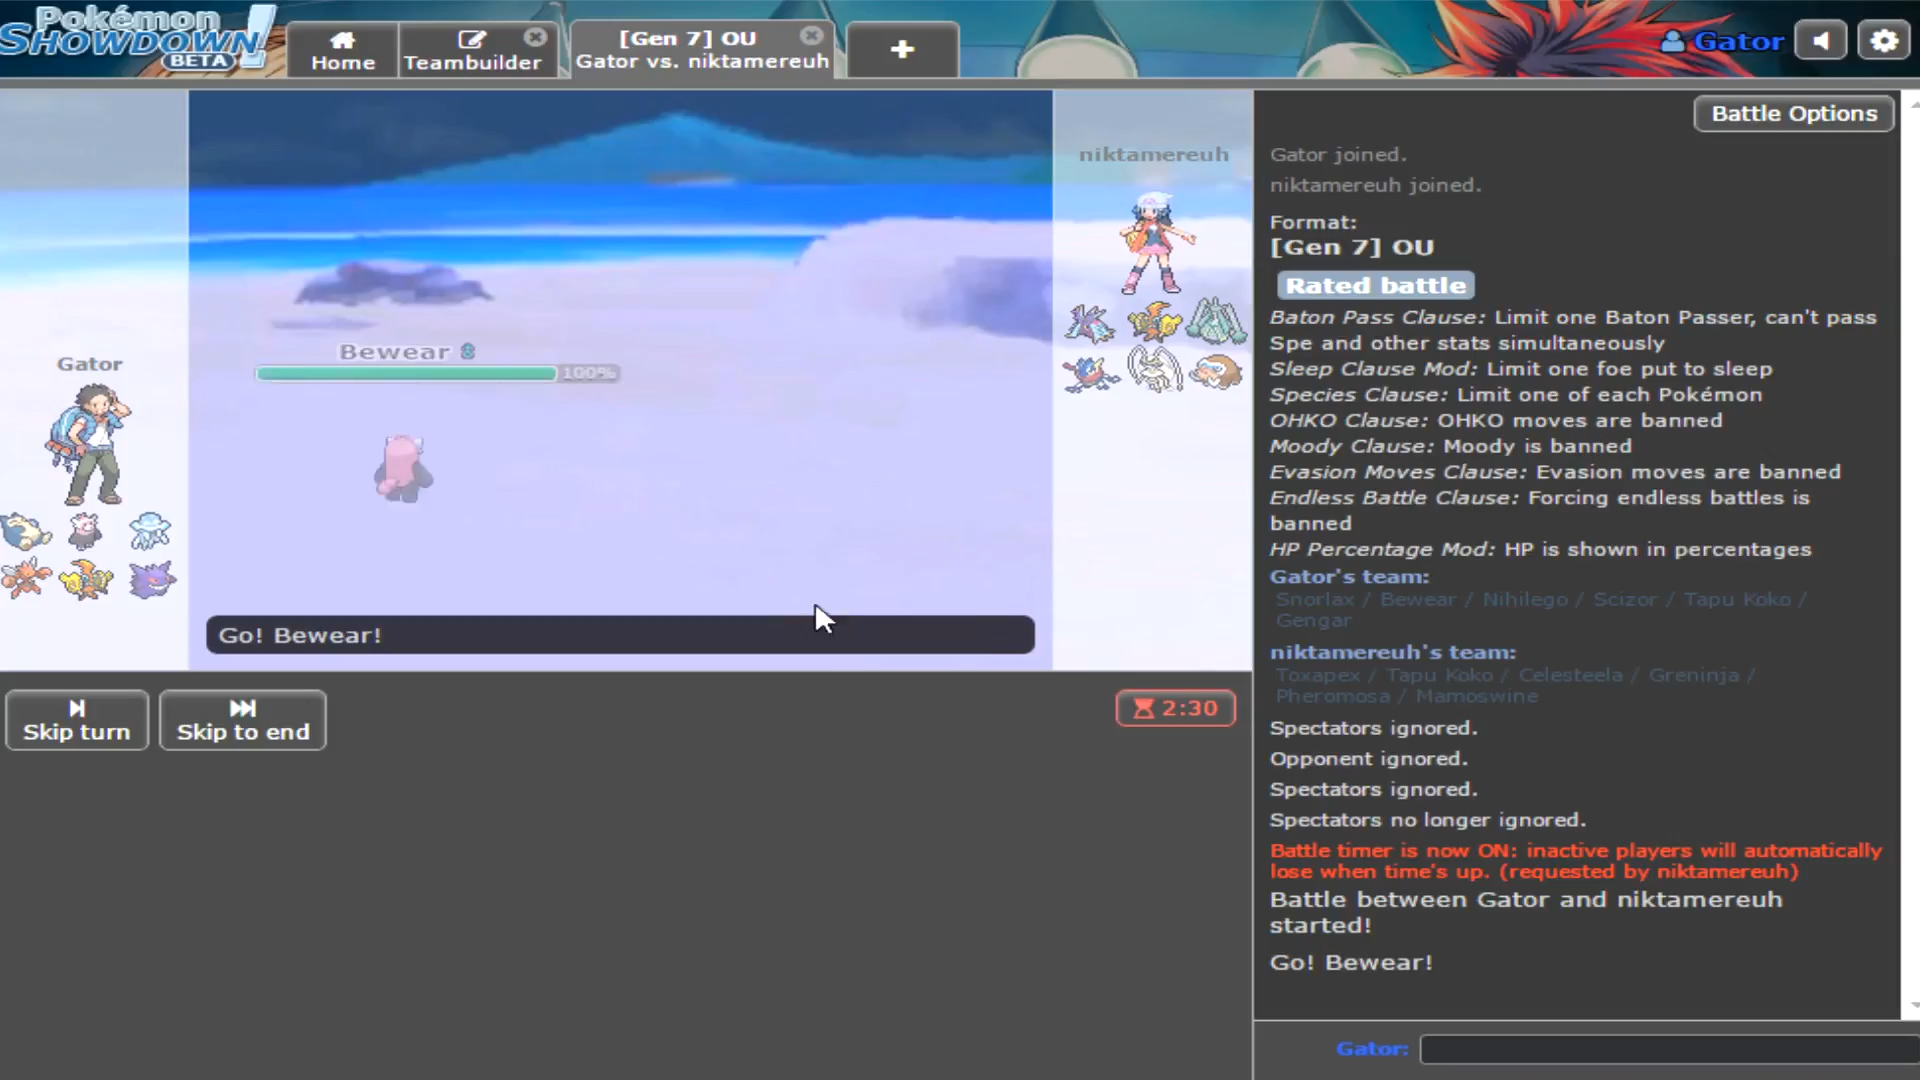 Pokémon
SHOWDOWN!
BETA
Home
Teambuilder
[Gen 7] OU
Gator vs. niktamereuh
Gator
Battle Options
niktamereuh
Gator
Bewear
100%
Go! Bewear!
Skip turn
Skip to end
2:30
Gator joined.
niktamereuh joined.
Format:
[Gen 7] OU
Rated battle
Baton Pass Clause: Limit one Baton Passer, can't pass
Spe and other stats simultaneously
Sleep Clause Mod: Limit one foe put to sleep
Species Clause: Limit one of each Pokémon
OHKO Clause: OHKO moves are banned
Moody Clause: Moody is banned
Evasion Moves Clause: Evasion moves are banned
Endless Battle Clause: Forcing endless battles is
banned
HP Percentage Mod: HP is shown in percentages
Gator's team:
Snorlax / Bewear / Nihilego / Scizor / Tapu Koko /
Gengar
niktamereuh's team:
Toxapex / Tapu Koko / Celesteela / Greninja /
Pheromosa / Mamoswine
Spectators ignored.
Opponent ignored.
Spectators ignored.
Spectators no longer ignored.
Battle timer is now ON: inactive players will automatically
lose when time's up. (requested by niktamereuh)
Battle between Gator and niktamereuh
started!
Go! Bewear!
Gator: